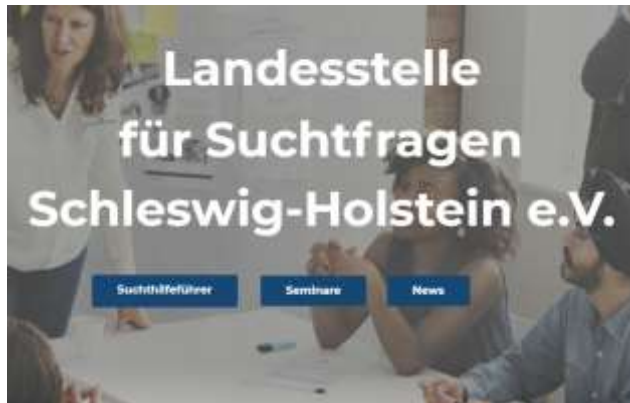 Landesstelle
für Suchtfragen
Schleswig-Holstein e.V.
Suchthilfeführer
Seminare
News